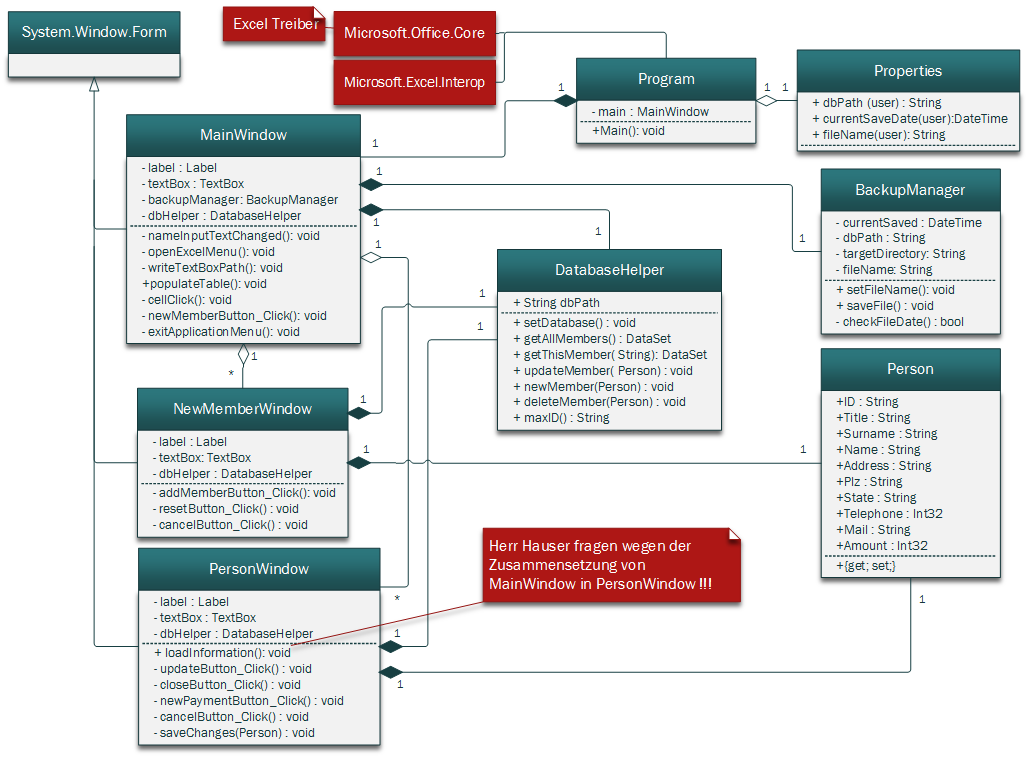 System.Window.Form
Excel Treiber
Microsoft.Office.Core
Microsoft.Excel.Interop
Program
- main : MainWindow
+Main(): void
1
1
1
Properties
+ dbPath (user) : String
+ currentSaveDate(user):DateTime
+ fileName(user): String
MainWindow
- label : Label
- textBox : TextBox
- backupManager: BackupManager
- dbHelper : DatabaseHelper
- nameInputTextChanged(): void
- openExcelMenu(): void
- writeTextBoxPath(): void
+populateTable(): void
- cellClick(): void
- newMemberButton_Click(): void
- exitApplicationMenu(): void
1
1
1
1
1
1
1
*
BackupManager
- currentSaved : DateTime
- dbPath : String
- targetDirectory: String
- fileName: String
+ setFileName(): void
+ saveFile() : void
- checkFileDate() : bool
DatabaseHelper
+ String dbPath
+ setDatabase() : void
+ getAllMembers() : DataSet
+ getThisMember( String): DataSet
+ updateMember( Person) : void
+ newMember(Person) : void
+ deleteMember(Person) : void
+ maxID() : String
1
1
Person
+ID : String
+Title : String
+Surname : String
+Name : String
+Address : String
+Plz : String
+State : String
+Telephone : Int32
+Mail : String
+Amount : Int32
+{get; set;}
1
NewMemberWindow
- label : Label
- textBox: TextBox
- dbHelper : DatabaseHelper
- addMemberButton_Click(): void
- resetButton_Click() : void
- cancelButton_Click() : void
1
1
1
Herr Hauser fragen wegen der
Zusammensetzung von
MainWindow in PersonWindow !!!
PersonWindow
- label : Label
- textBox : TextBox
- dbHelper : DatabaseHelper
+ loadInformation(): void
- updateButton_Click() : void
- closeButton_Click() : void
- newPaymentButton_Click() : void
- cancelButton_Click() : void
- saveChanges(Person) : void
*
1
1